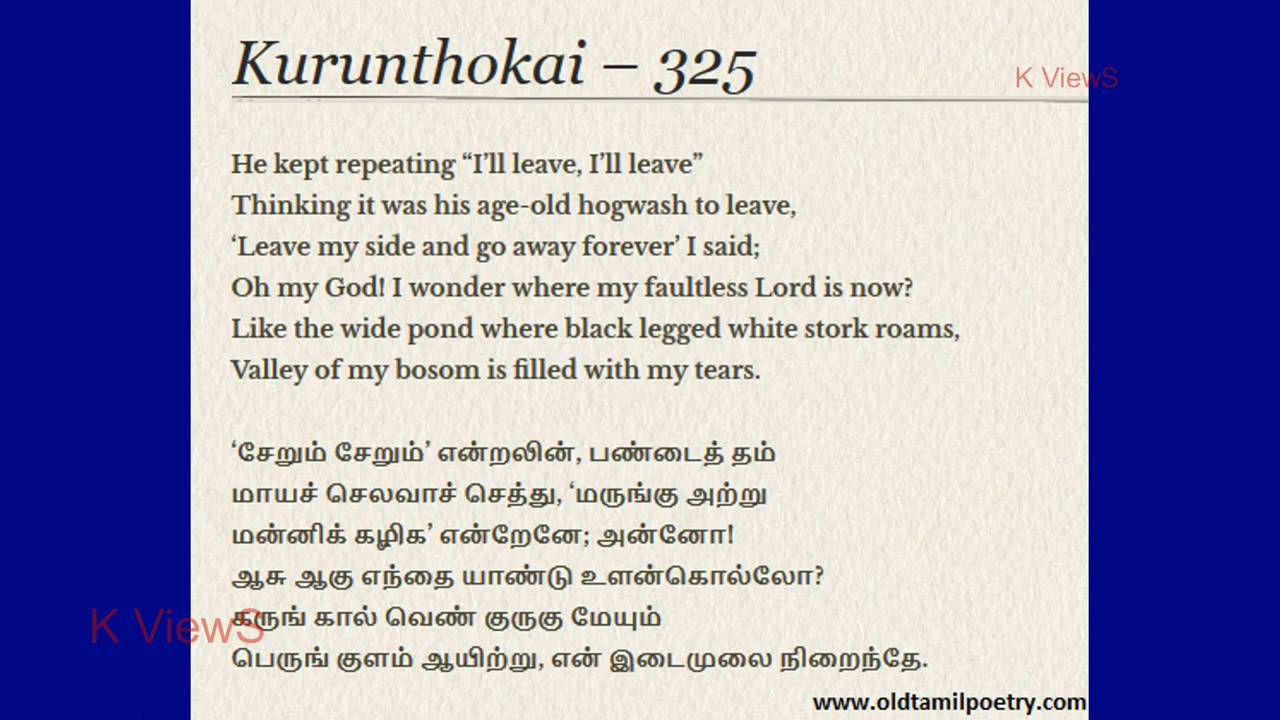 Kurunthokai – 325
K ViewS
He kept repeating “I’ll leave, I’ll leave”
Thinking it was his age-old hogwash to leave,
‘Leave my side and go away forever’ I said;
Oh my God! I wonder where my faultless Lord is now?
Like the wide pond where black legged white stork roams,
Valley of my bosom is filled with my tears.
‘சேறும் சேறும்’ என்றலின், பண்டைத் தம்
மாயச் செலவாச் செத்து, ‘மருங்கு அற்று
மன்னிக் கழிக’ என்றேனே; அன்னோ!
ஆசு ஆகு எந்தை யாண்டு உளன்கொல்லோ?
கருங் கால் வெண் குருகு மேயும்
K ViewS
பெருங் குளம் ஆயிற்று, என் இடைமுலை நிறைந்தே.
www.oldtamilpoetry.com